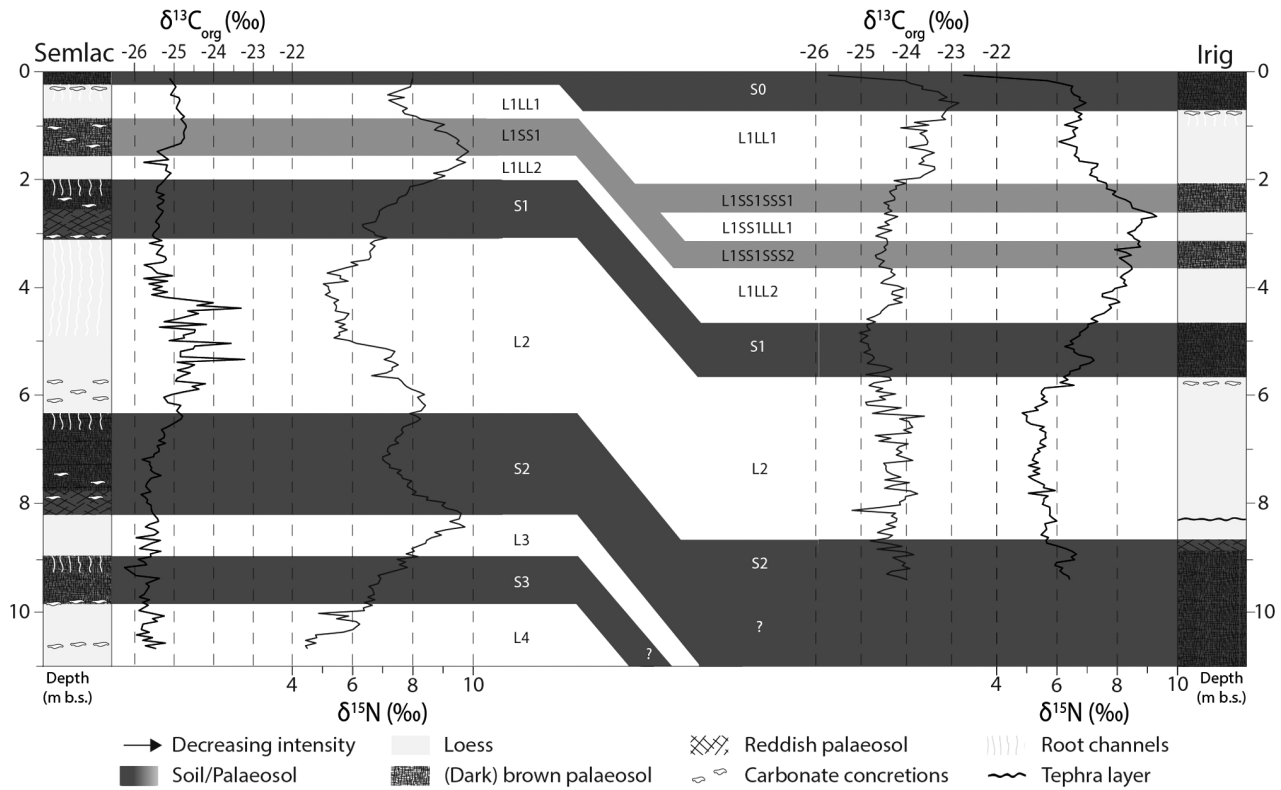 δ¹³Corg (‰)
δ¹³Corg (‰)
Semlac
-26 -25 -24 -23 -22
-26 -25 -24 -23 -22
Irig
0
0
S0
L1LL1
L1LL1
L1SS1
L1LL2
2
2
S1
L1SS1SSS1
L1SS1LLL1
L1SS1SSS2
4
L1LL2
4
L2
S1
6
6
S2
L2
8
8
L3
S2
S3
10
?
10
L4
?
Depth
(m b.s.)
4 6 8 10
4 6 8 10
Depth
(m b.s.)
δ¹⁵N (‰)
δ¹⁵N (‰)
Decreasing intensity
Loess
Reddish palaeosol
Root channels
Soil/Palaeosol
(Dark) brown palaeosol
Carbonate concretions
Tephra layer